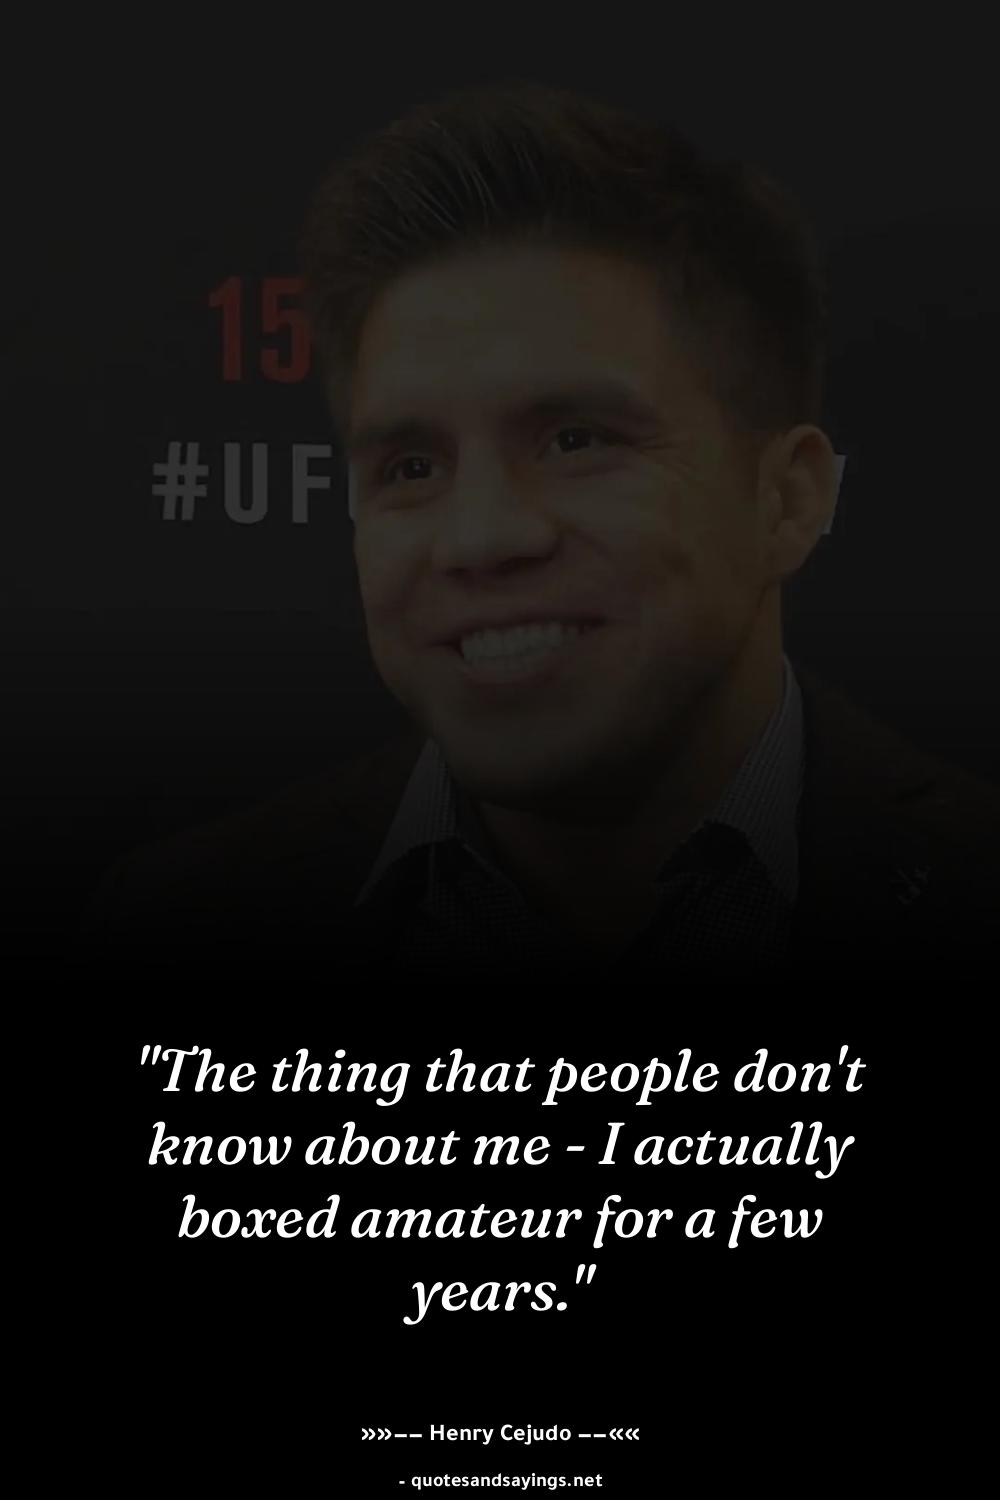 15
#UF
"The thing that people don't
know about me - I actually
boxed amateur for a few
years."
»»−− Henry Cejudo −−««
- quotesandsayings.net